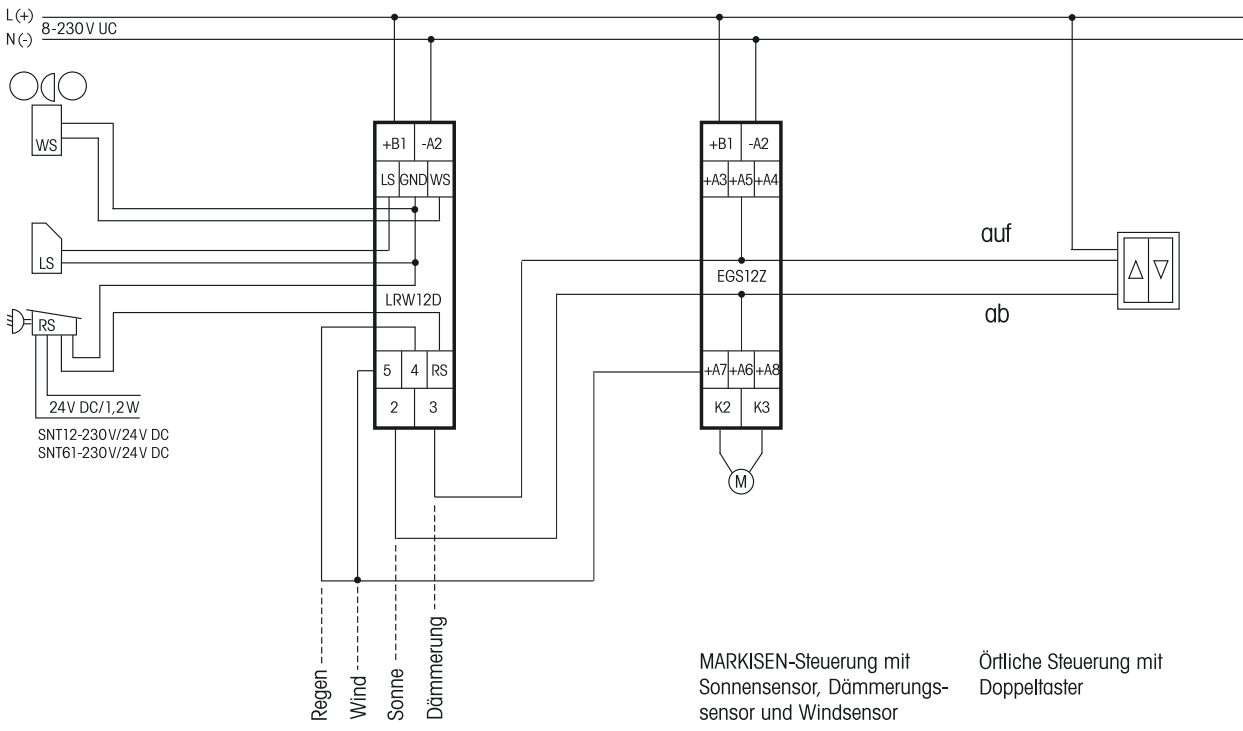 L(+)
8-230V UC
N(-)
WS
LS
RS
24V DC/1,2W
SNT12-230V/24V DC
SNT61-230V/24V DC
+B1 -A2
LS GND WS
LRW12D
5 4 RS
2 3
+B1 -A2
+A3 +A5 +A4
EGS12Z
+A7 +A6 +A8
K2 K3
M
auf
ab
Regen
Wind
Sonne
Dämmerung
MARKISEN-Steuerung mit
Sonnensensor, Dämmerungs-
sensor und Windsensor
Örtliche Steuerung mit
Doppeltaster